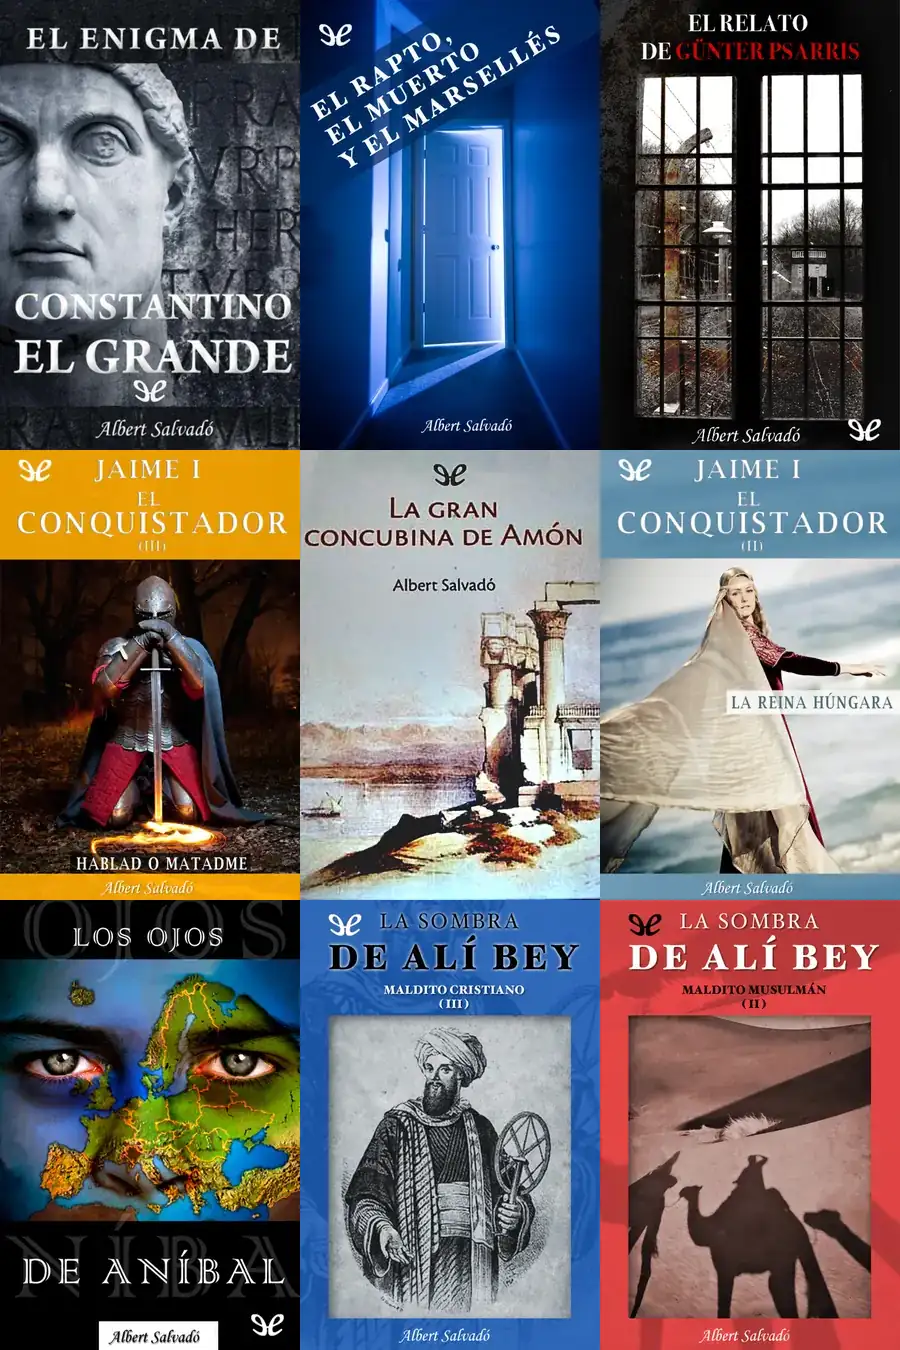 EL ENIGMA DE
CONSTANTINO
EL GRANDE
Albert Salvadó
EL RAPTO,
EL MUERTO
Y EL MARSELLÉS
Albert Salvadó
EL RELATO
DE GÜNTER PSARRIS
Albert Salvadó
JAIME I
EL
CONQUISTADOR
(III)
HABLAD O MATADME
Albert Salvadó
LA GRAN
CONCUBINA DE AMÓN
Albert Salvadó
JAIME I
EL
CONQUISTADOR
(II)
LA REINA HÚNGARA
Albert Salvadó
LOS OJOS
DE ANÍBAL
Albert Salvadó
LA SOMBRA
DE ALÍ BEY
MALDITO CRISTIANO
(III)
Albert Salvadó
LA SOMBRA
DE ALÍ BEY
MALDITO MUSULMÁN
(II)
Albert Salvadó